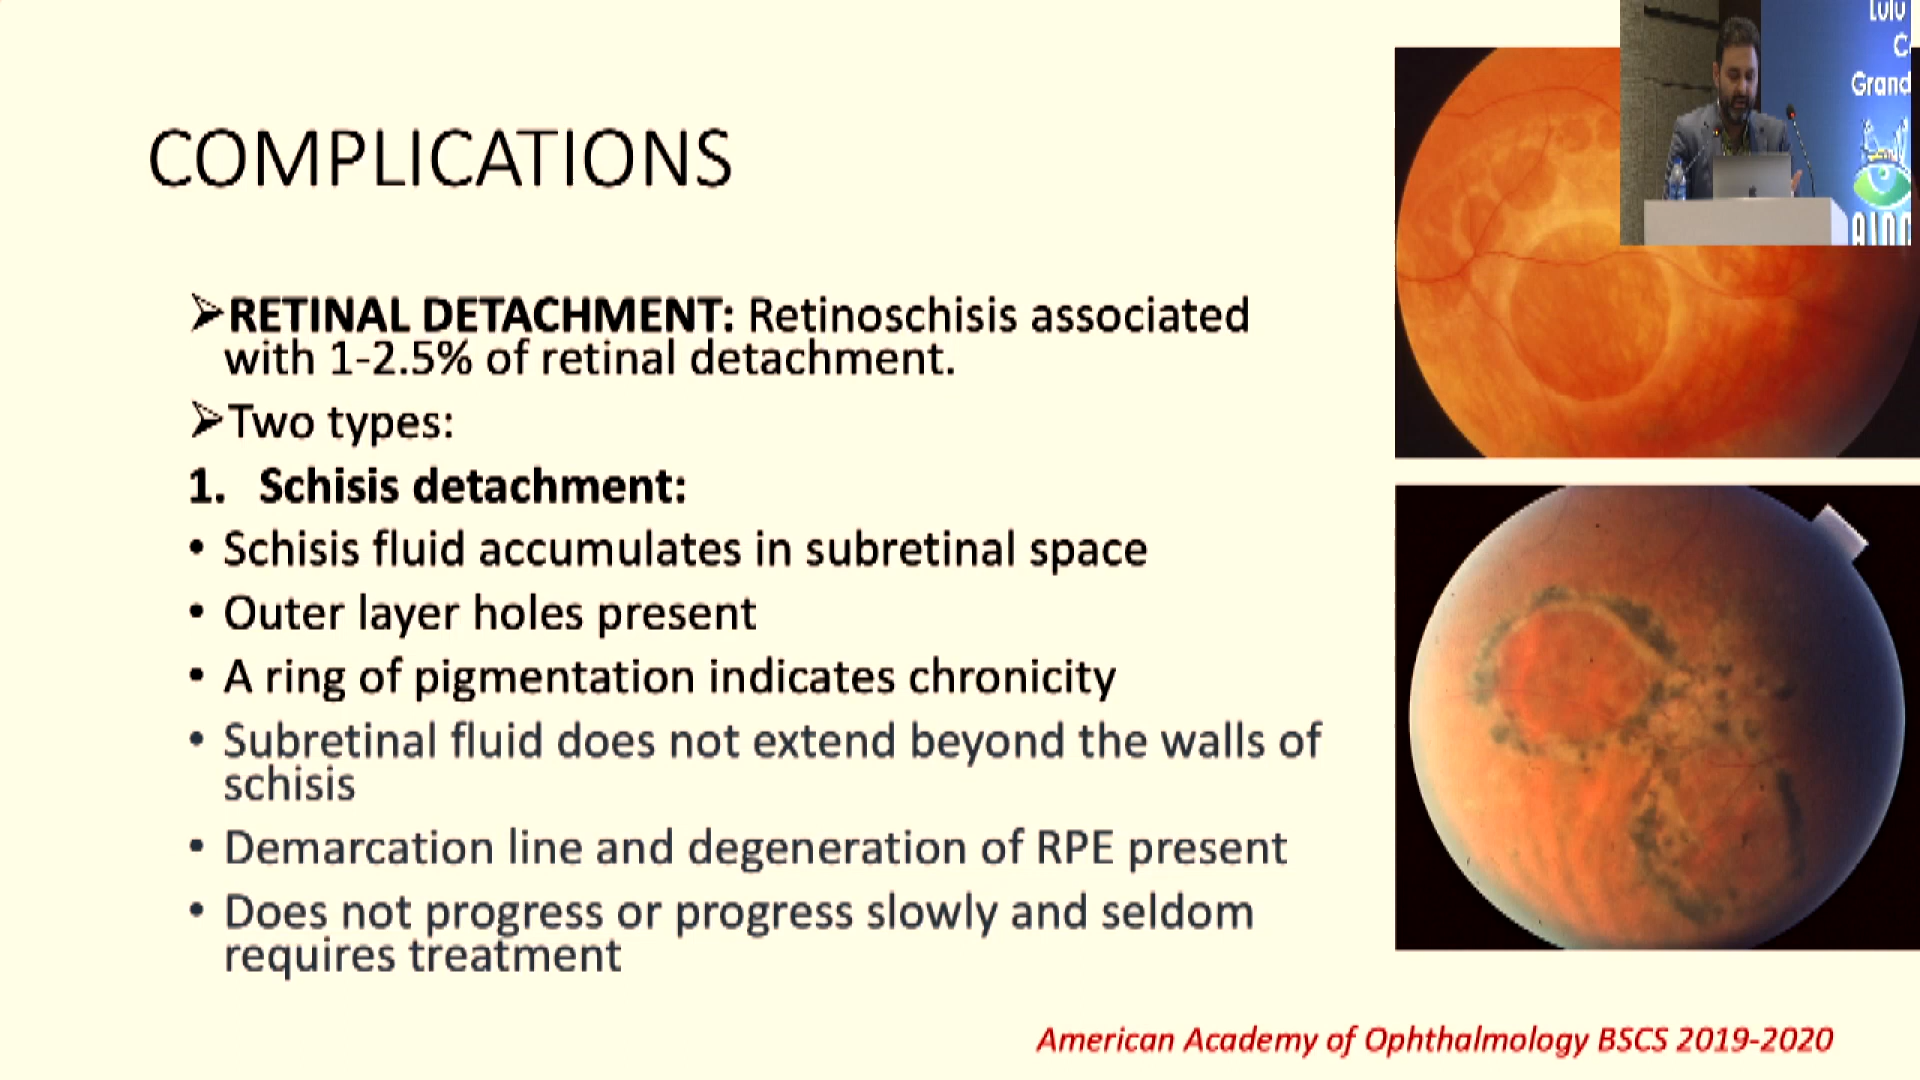 Lulu
C
Grand
COMPLICATIONS
➢RETINAL DETACHMENT: Retinoschisis associated
with 1-2.5% of retinal detachment.
➢Two types:
1. Schisis detachment:
• Schisis fluid accumulates in subretinal space
• Outer layer holes present
• A ring of pigmentation indicates chronicity
• Subretinal fluid does not extend beyond the walls of
schisis
• Demarcation line and degeneration of RPE present
• Does not progress or progress slowly and seldom
requires treatment
American Academy of Ophthalmology BSCS 2019-2020